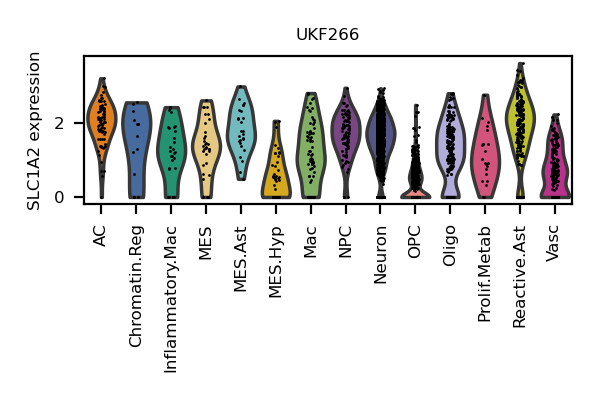 UKF266
SLC1A2 expression
2
0
AC
Chromatin.Reg
Inflammatory.Mac
MES
MES.Ast
MES.Hyp
Mac
NPC
Neuron
OPC
Oligo
Prolif.Metab
Reactive.Ast
Vasc